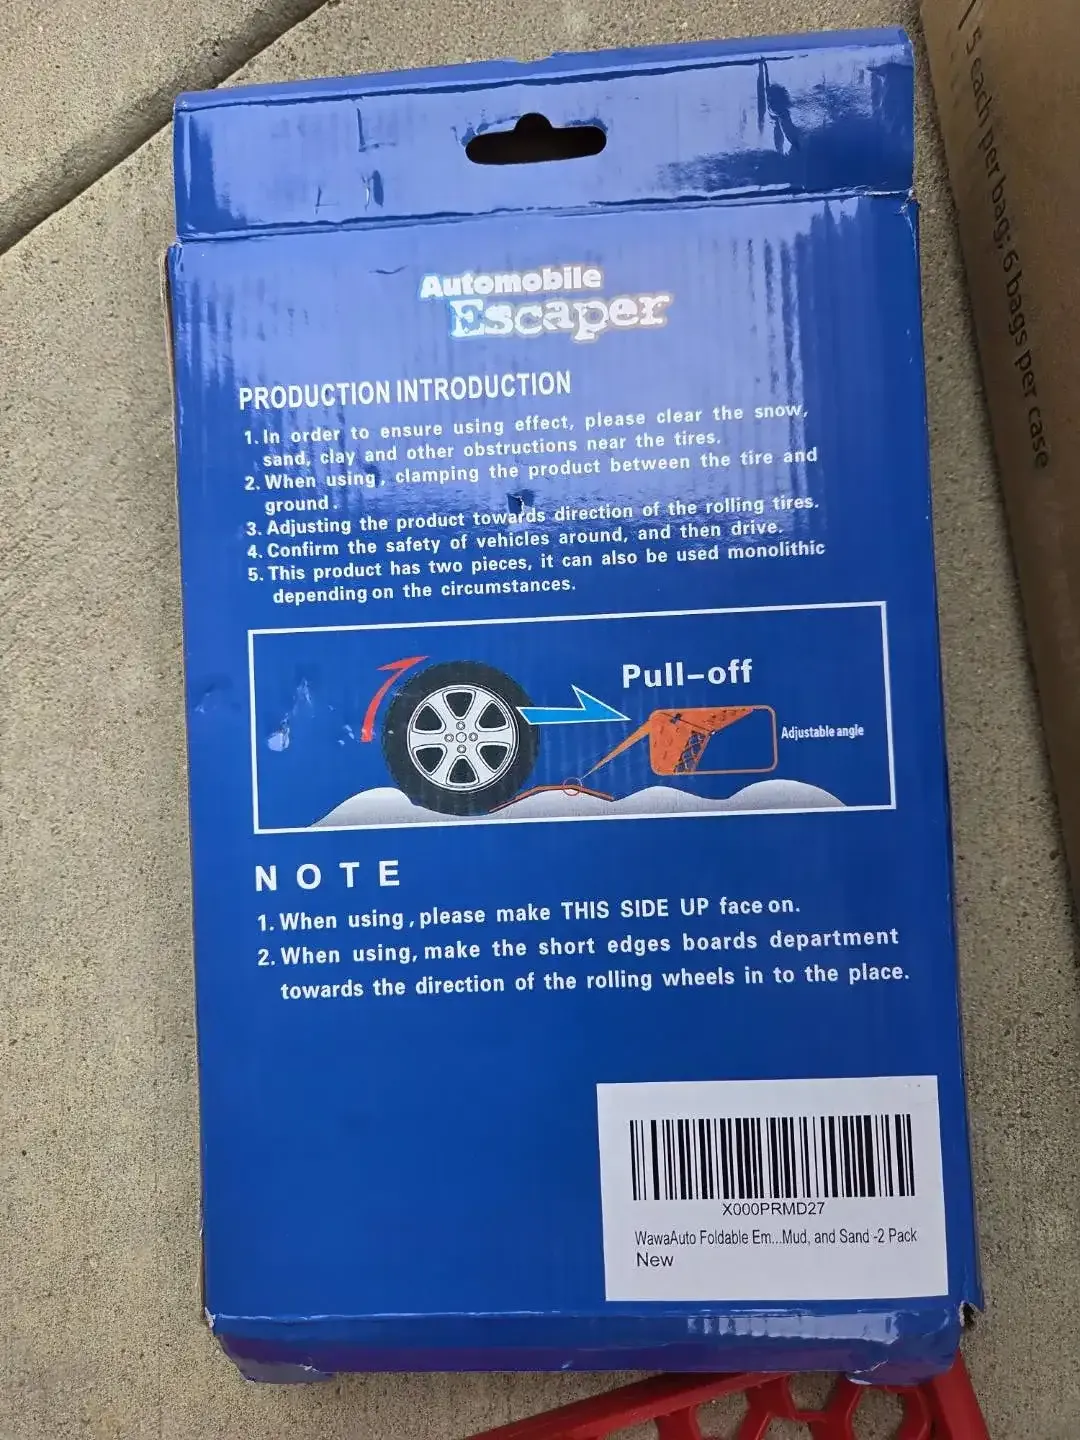 Automobile
Escaper
PRODUCTION INTRODUCTION
1. In order to ensure using effect, please clear the snow,
sand, clay and other obstructions near the tires.
2. When using, clamping the product between the tire and
ground.
3. Adjusting the product towards direction of the rolling tires.
4. Confirm the safety of vehicles around, and then drive.
5. This product has two pieces, it can also be used monolithic
depending on the circumstances.
Pull-off
Adjustable angle
NOTE
1. When using, please make THIS SIDE UP face on.
2. When using, make the short edges boards department
towards the direction of the rolling wheels in to the place.
X000PRMD27
WawaAuto Foldable Em...Mud, and Sand -2 Pack
New
5 each per bag; 6 bags per case